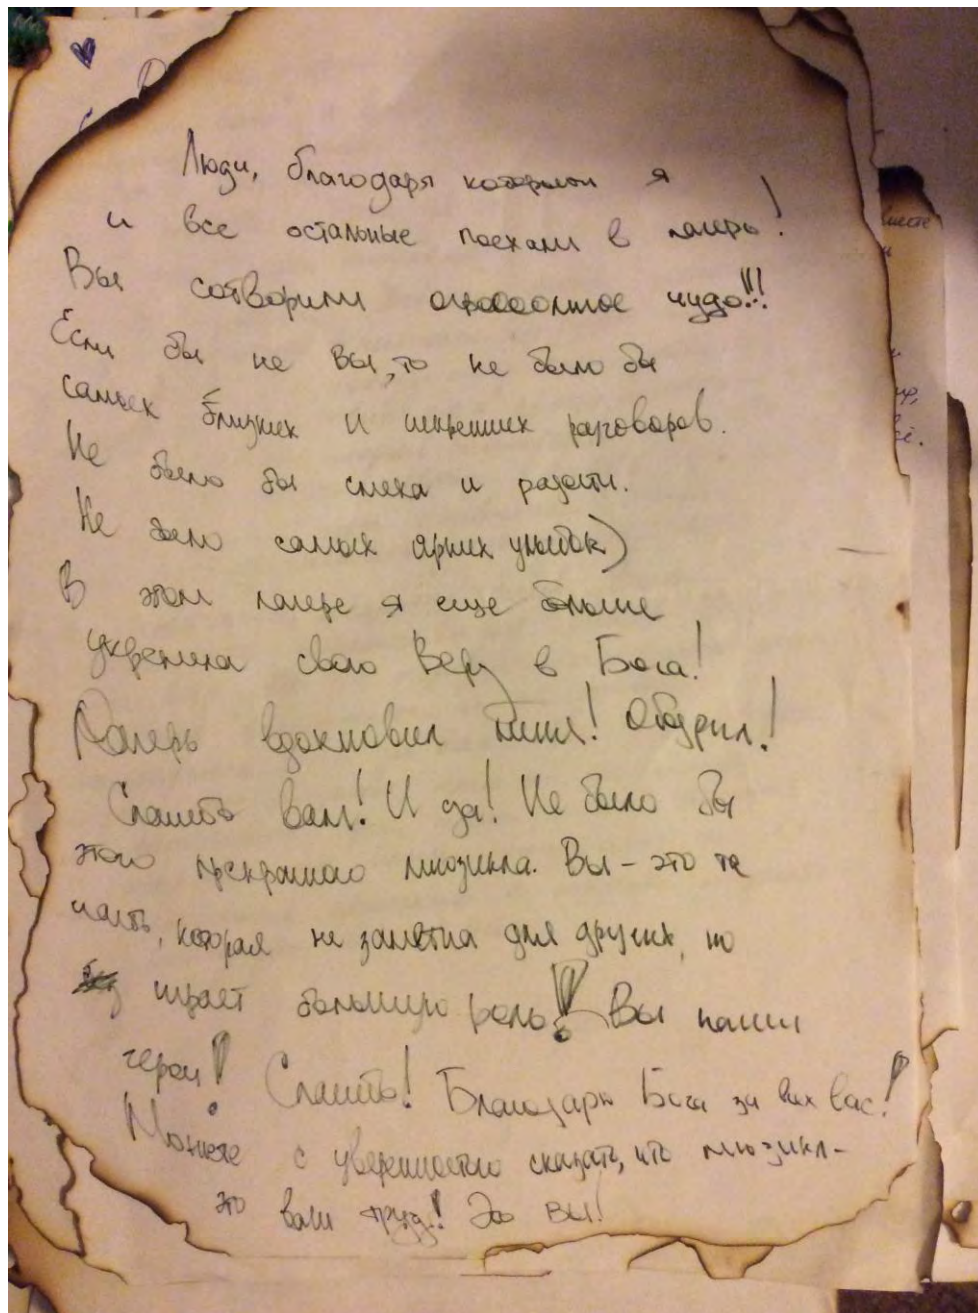 Люди, благодаря которым я
и все остальные поехали в лагерь!
Вы сотворили огромное чудо!!!
Если бы не вы, то не было бы
самых близких и искренних разговоров.
Не было бы смеха и радости.
Не было самых ярких улыбок)
В этом лагере я еще больше
укрепила свою Веру в Бога!
Лагерь вдохновил меня! Ободрил!
Спасибо вам! И да! Не было бы
этого прекрасного мюзикла. Вы - это та
часть, которая не заметна для других, но
играет большую роль! Вы наши
герои! Спасибо! Благодарю Бога за всех вас!
Можете с уверенностью сказать, что мюзикл -
это ваш труд!! Это вы!
вместе